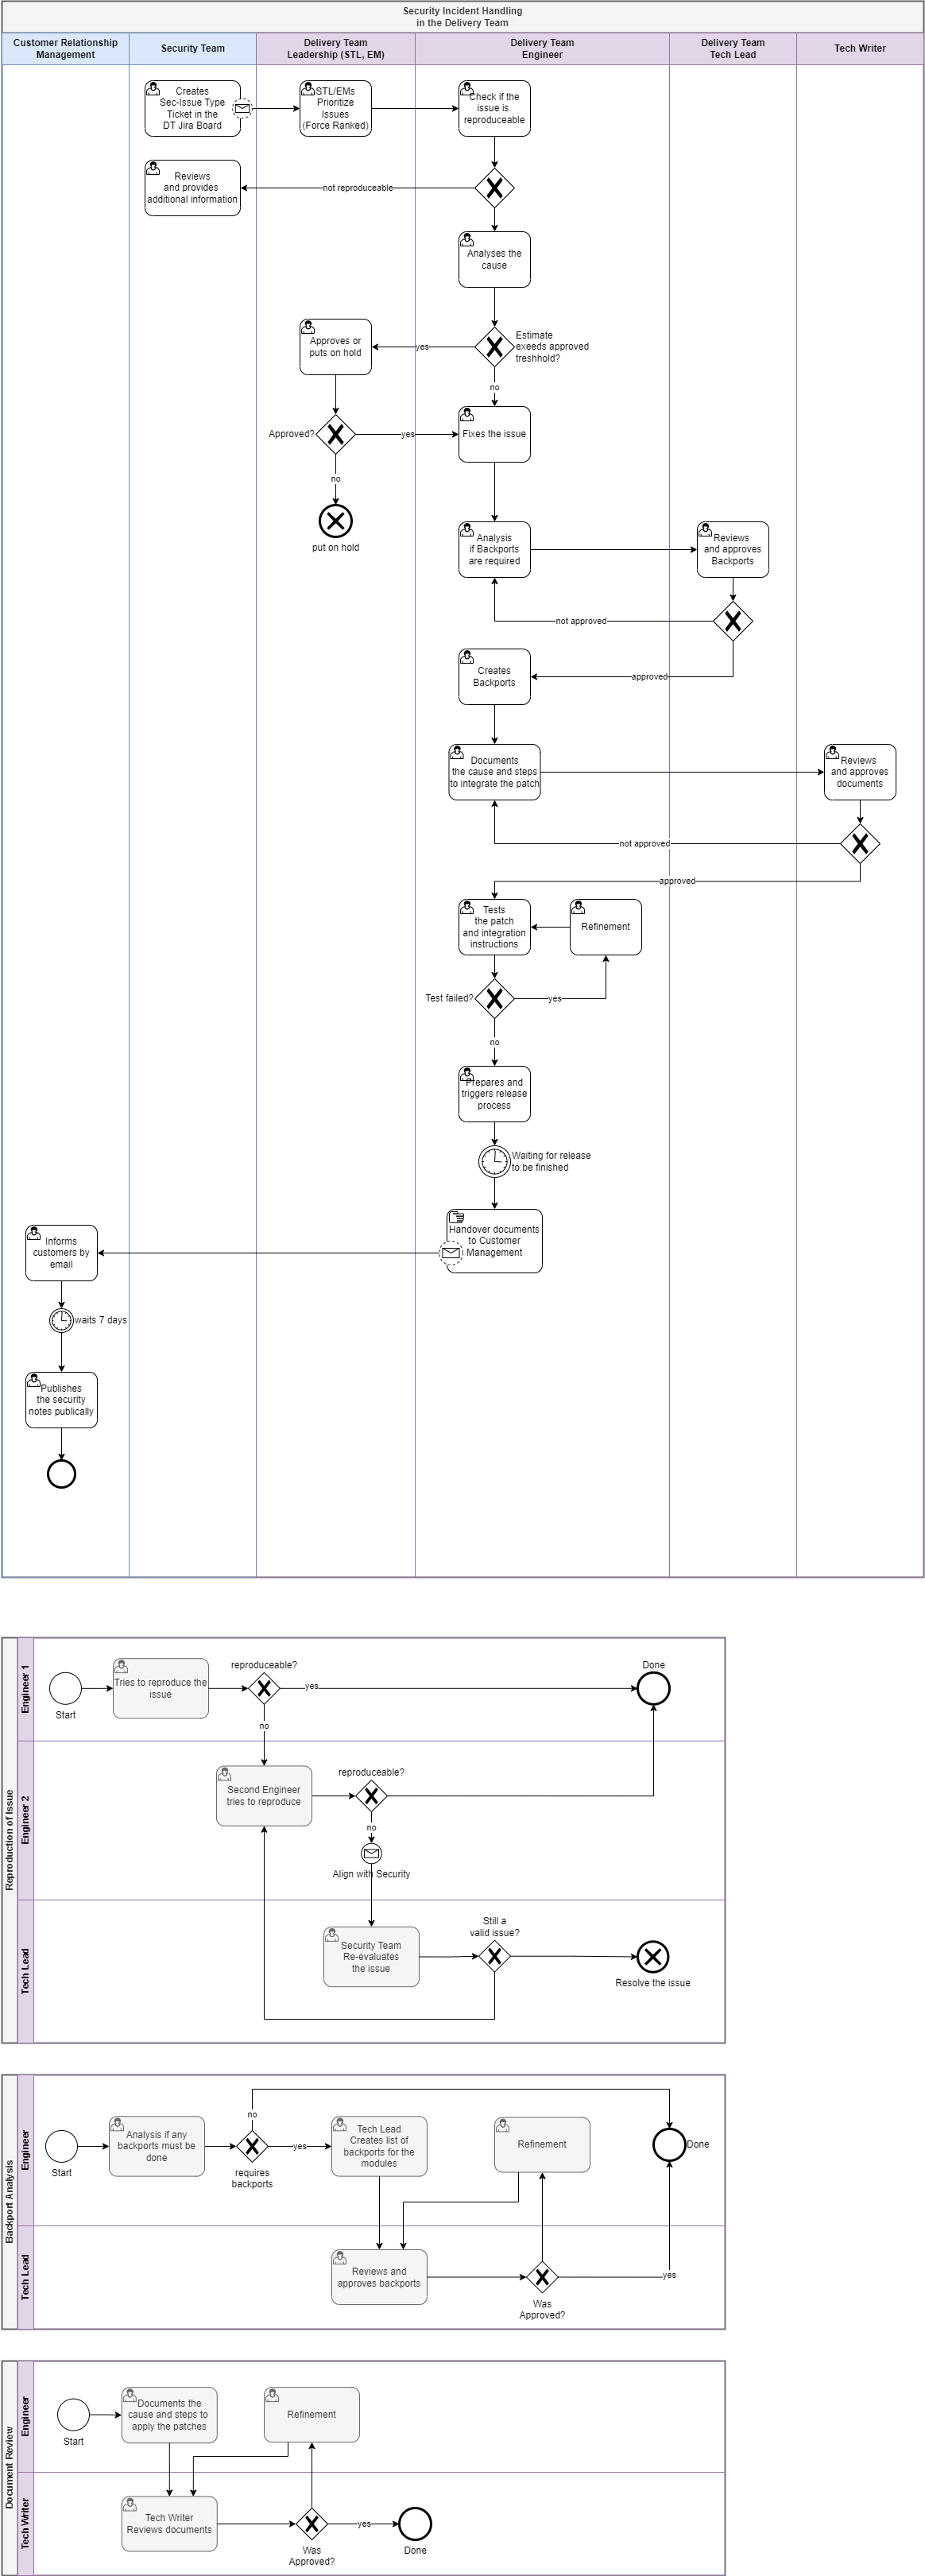 Security Incident Handling
in the Delivery Team
Customer Relationship
Management
Security Team
Delivery Team
Leadership (STL, EM)
Delivery Team
Engineer
Delivery Team
Tech Lead
Tech Writer
Creates
Sec-Issue Type
Ticket in the
DT Jira Board
STL/EMs
Prioritize
Issues
(Force Ranked)
Check if the
issue is
reproduceable
Reviews
and provides
additional information
not reproduceable
Analyses the
cause
Approves or
puts on hold
yes
Estimate
exeeds approved
treshhold?
no
Approved?
yes
Fixes the issue
no
put on hold
Analysis
if Backports
are required
Reviews
and approves
Backports
not approved
Creates
Backports
approved
Documents
the cause and steps
to integrate the patch
Reviews
and approves
documents
not approved
approved
Tests
the patch
and integration
instructions
Refinement
Test failed?
yes
no
Prepares and
triggers release
process
Waiting for release
to be finished
Handover documents
to Customer
Management
Informs
customers by
email
waits 7 days
Publishes
the security
notes publically
Reproduction of Issue
Engineer 1
Start
Tries to reproduce the
issue
reproduceable?
yes
Done
no
Engineer 2
Second Engineer
tries to reproduce
reproduceable?
no
Align with Security
Tech Lead
Security Team
Re-evaluates
the issue
Still a
valid issue?
Resolve the issue
Backport Analysis
Engineer
Start
Analysis if any
backports must be
done
no
requires
backports
yes
Tech Lead
Creates list of
backports for the
modules
Refinement
Done
Tech Lead
Reviews and
approves backports
Was
Approved?
yes
Document Review
Engineer
Start
Documents the
cause and steps to
apply the patches
Refinement
Tech Writer
Tech Writer
Reviews documents
Was
Approved?
yes
Done